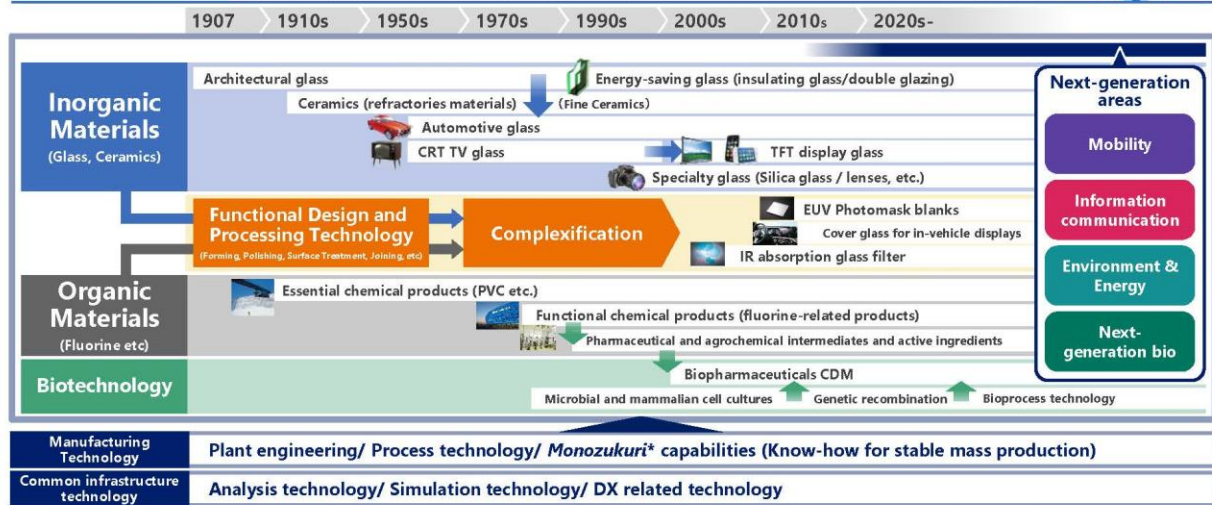 1907 1910s 1950s 1970s 1990s 2000s 2010s 2020s-
Inorganic
Materials
(Glass, Ceramics)
Architectural glass
Energy-saving glass (insulating glass/double glazing)
Ceramics (refractories materials)
(Fine Ceramics)
Automotive glass
CRT TV glass
TFT display glass
Specialty glass (Silica glass / lenses, etc.)
Functional Design and
Processing Technology
(Forming, Polishing, Surface Treatment, Joining, etc)
Complexification
EUV Photomask blanks
Cover glass for in-vehicle displays
IR absorption glass filter
Organic
Materials
(Fluorine etc)
Essential chemical products (PVC etc.)
Functional chemical products (fluorine-related products)
Pharmaceutical and agrochemical intermediates and active ingredients
Biotechnology
Biopharmaceuticals CDM
Microbial and mammalian cell cultures
Genetic recombination
Bioprocess technology
Next-generation
areas
Mobility
Information
communication
Environment &
Energy
Next-
generation bio
Manufacturing
Technology
Plant engineering/ Process technology/ Monozukuri* capabilities (Know-how for stable mass production)
Common infrastructure
technology
Analysis technology/ Simulation technology/ DX related technology